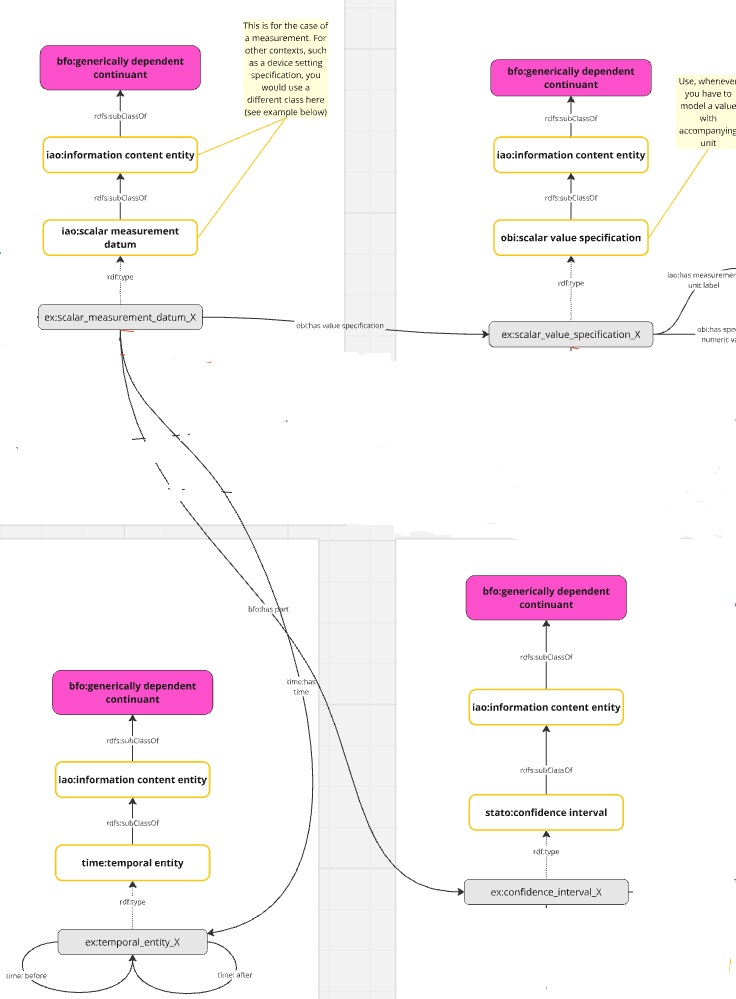 This is for the case of
a measurement. For
other contexts, such
as a device setting
specification, you
would use a
different class here
(see example below)
bfo:generically dependent
continuant
rdfs:subClassOf
iao:information content entity
rdfs:subClassOf
iao:scalar measurement
datum
rdf:type
ex:scalar_measurement_datum_X
obi:has value specification
bfo:generically dependent
continuant
Use, whenever
you have to
model a value
with
accompanying
unit
rdfs:subClassOf
iao:information content entity
rdfs:subClassOf
obi:scalar value specification
rdf:type
iao:has measurement
unit label
ex:scalar_value_specification_X
obi:has
numeric
bfo:has part
time:has
time
bfo:generically dependent
continuant
rdfs:subClassOf
iao:information content entity
rdfs:subClassOf
time:temporal entity
rdf:type
ex:temporal_entity_X
time: before
time: after
bfo:generically dependent
continuant
rdfs:subClassOf
iao:information content entity
rdfs:subClassOf
stato:confidence interval
rdf:type
ex:confidence_interval_X